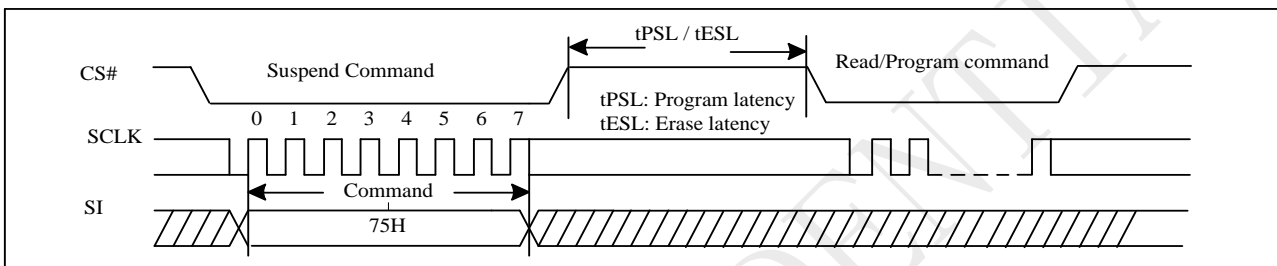 tPSL / tESL
CS#
Suspend Command
Read/Program command
tPSL: Program latency
tESL: Erase latency
0 1 2 3 4 5 6 7
SCLK
Command
SI
75H